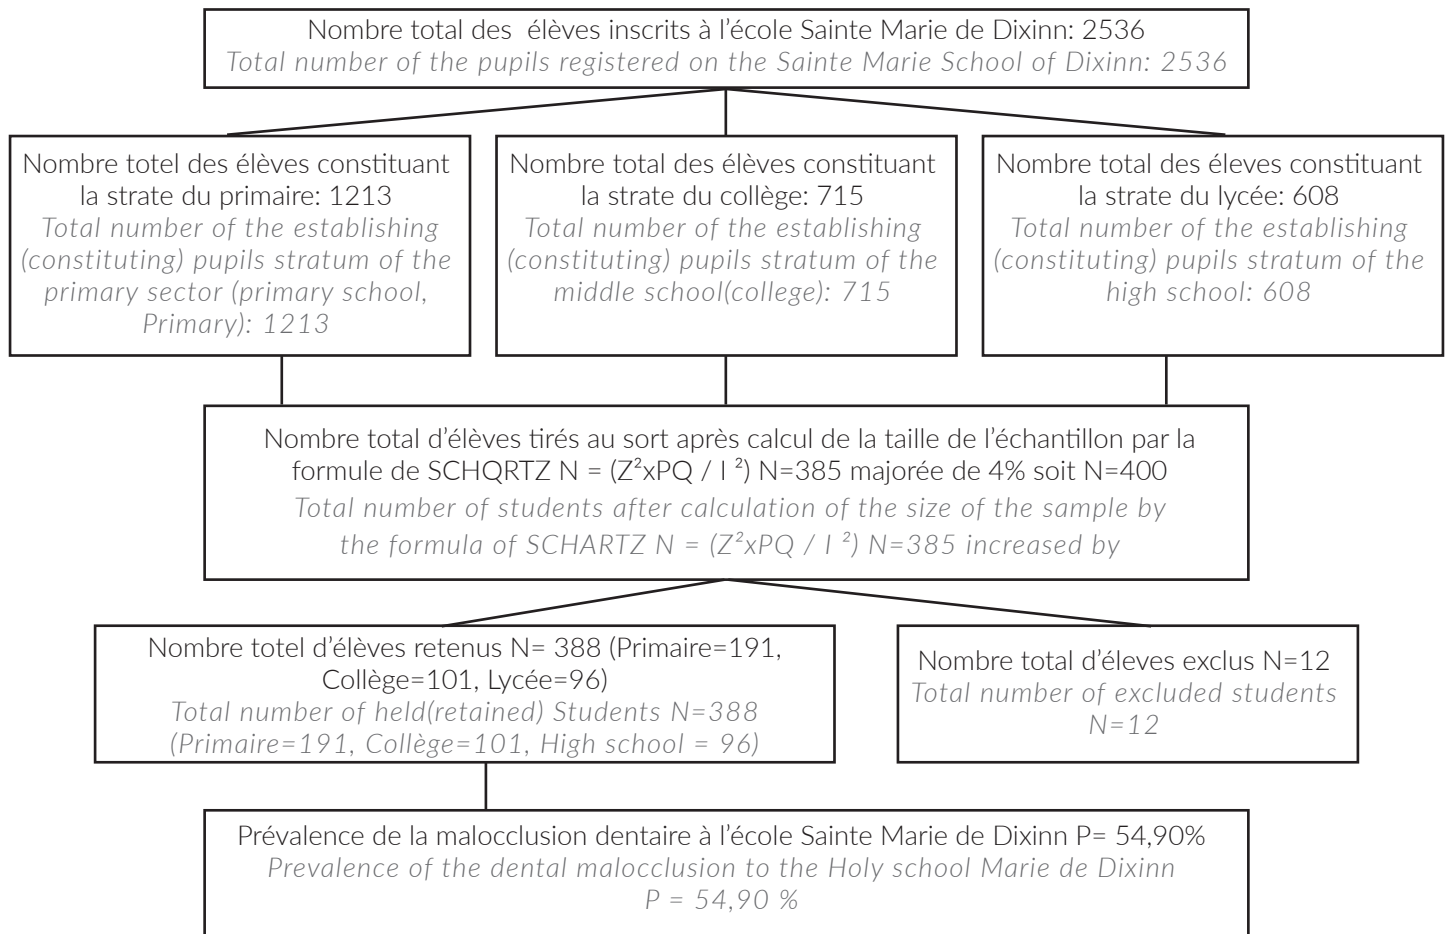 Nombre total des élèves inscrits à l'école Sainte Marie de Dixinn: 2536
Total number of the pupils registered on the Sainte Marie School of Dixinn: 2536
Nombre totel des élèves constituant
la strate du primaire: 1213
Total number of the establishing
(constituting) pupils stratum of the
primary sector (primary school,
Primary): 1213
Nombre total des élèves constituant
la strate du collège: 715
Total number of the establishing
(constituting) pupils stratum of the
middle school(college): 715
Nombre total des éleves constituant
la strate du lycée: 608
Total number of the establishing
(constituting) pupils stratum of the
high school: 608
Nombre total d'élèves tirés au sort après calcul de la taille de l'échantillon par la
formule de SCHQRTZ N = (Z²xPQ / I ²) N=385 majorée de 4% soit N=400
Total number of students after calculation of the size of the sample by
the formula of SCHARTZ N = (Z²xPQ / I ²) N=385 increased by
Nombre totel d'élèves retenus N= 388 (Primaire=191,
Collège=101, Lycée=96)
Total number of held(retained) Students N=388
(Primaire=191, Collège=101, High school = 96)
Nombre total d'éleves exclus N=12
Total number of excluded students
N=12
Prévalence de la malocclusion dentaire à l'école Sainte Marie de Dixinn P= 54,90%
Prevalence of the dental malocclusion to the Holy school Marie de Dixinn
P = 54,90 %